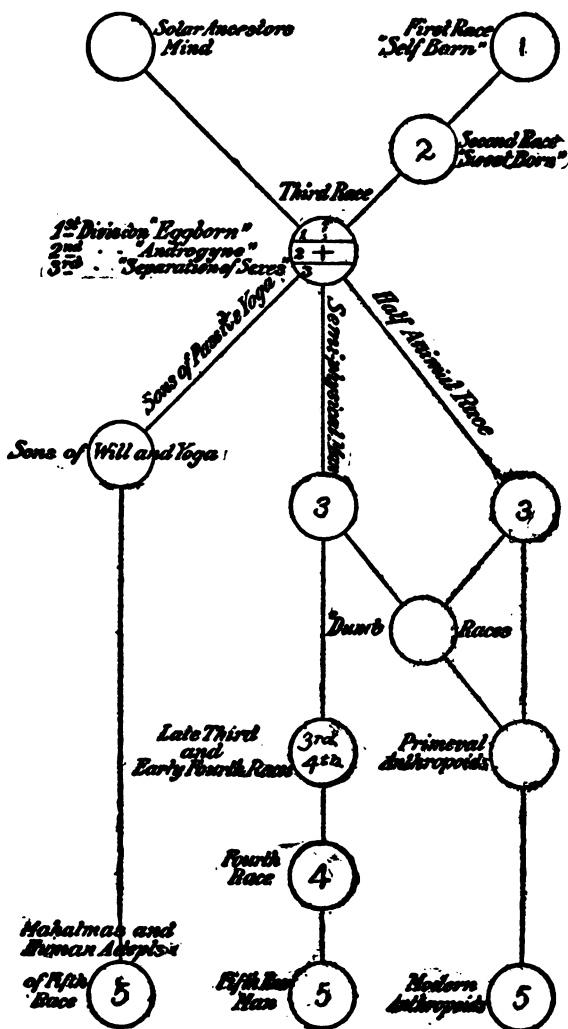 Solar Ancestors
Mind
First Race
"Self Born"
1
2
Second Race
"Sweat Born"
Third Race
1st Division "Eggborn"
2nd " "Androgyne"
3rd " "Separation of Sexes"
1
2
3
Sons of Passive Yoga
Semi-physical Man
Half Animal Race
Sons of Will and Yoga
3
3
"Dumb
Races
Late Third
and
Early Fourth Races
3rd
4th
Primeval
Anthropoids
Fourth
Race
4
Mahatmas and
Human Adepts
of Fifth
Race
5
Fifth Race
Man
5
Modern
Anthropoids
5